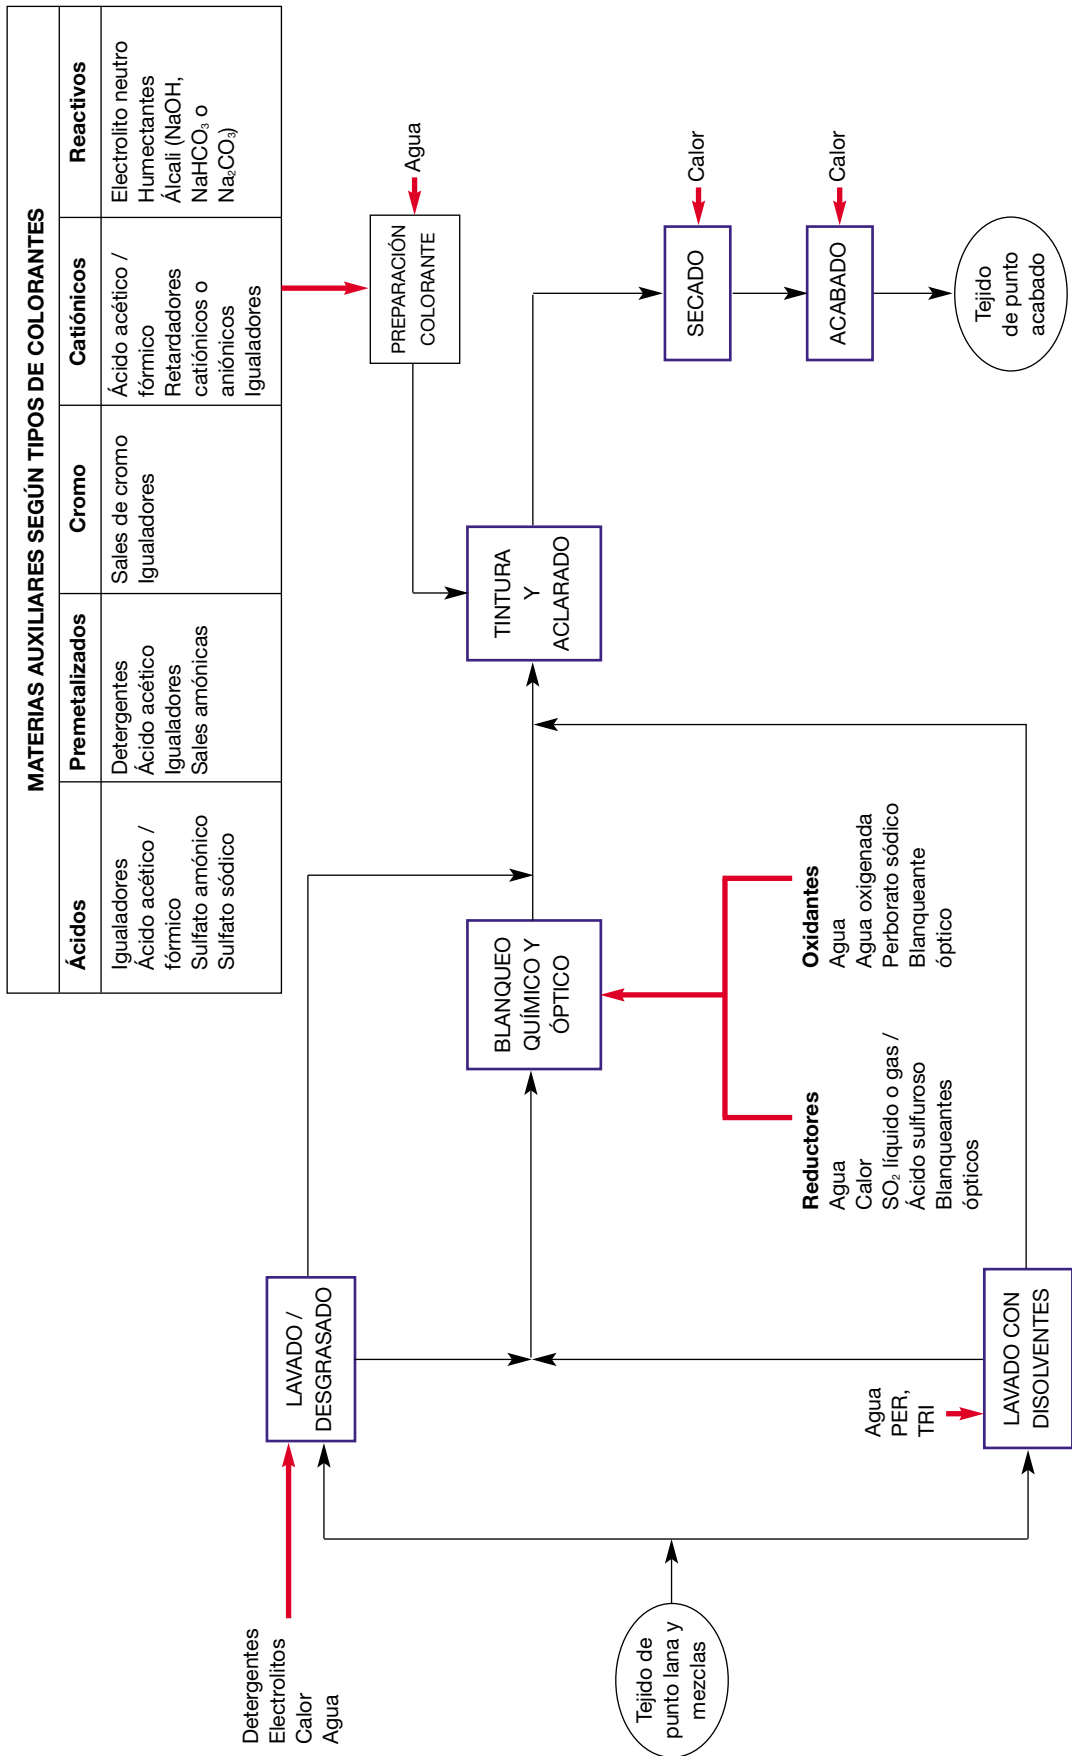 MATERIAS AUXILIARES SEGÚN TIPOS DE COLORANTES
Ácidos
Premetalizados
Cromo
Catiónicos
Reactivos
Igualadores
Ácido acético /
fórmico
Sulfato amónico
Sulfato sódico
Detergentes
Ácido acético
Igualadores
Sales amónicas
Sales de cromo
Igualadores
Ácido acético /
fórmico
Retardadores
catiónicos o
aniónicos
Igualadores
Electrolito neutro
Humectantes
Álcali (NaOH,
NaHCO₃ o
Na₂CO₃)
Detergentes
Electrolitos
Calor
Agua
LAVADO /
DESGRASADO
PREPARACIÓN
COLORANTE
Agua
Tejido de
punto lana y
mezclas
BLANQUEO
QUÍMICO Y
ÓPTICO
TINTURA
Y
ACLARADO
SECADO
Calor
ACABADO
Calor
Tejido
de punto
acabado
Reductores
Agua
Calor
SO₂ líquido o gas /
Ácido sulfuroso
Blanqueantes
ópticos
Oxidantes
Agua
Agua oxigenada
Perborato sódico
Blanqueante
óptico
Agua
PER,
TRI
LAVADO CON
DISOLVENTES